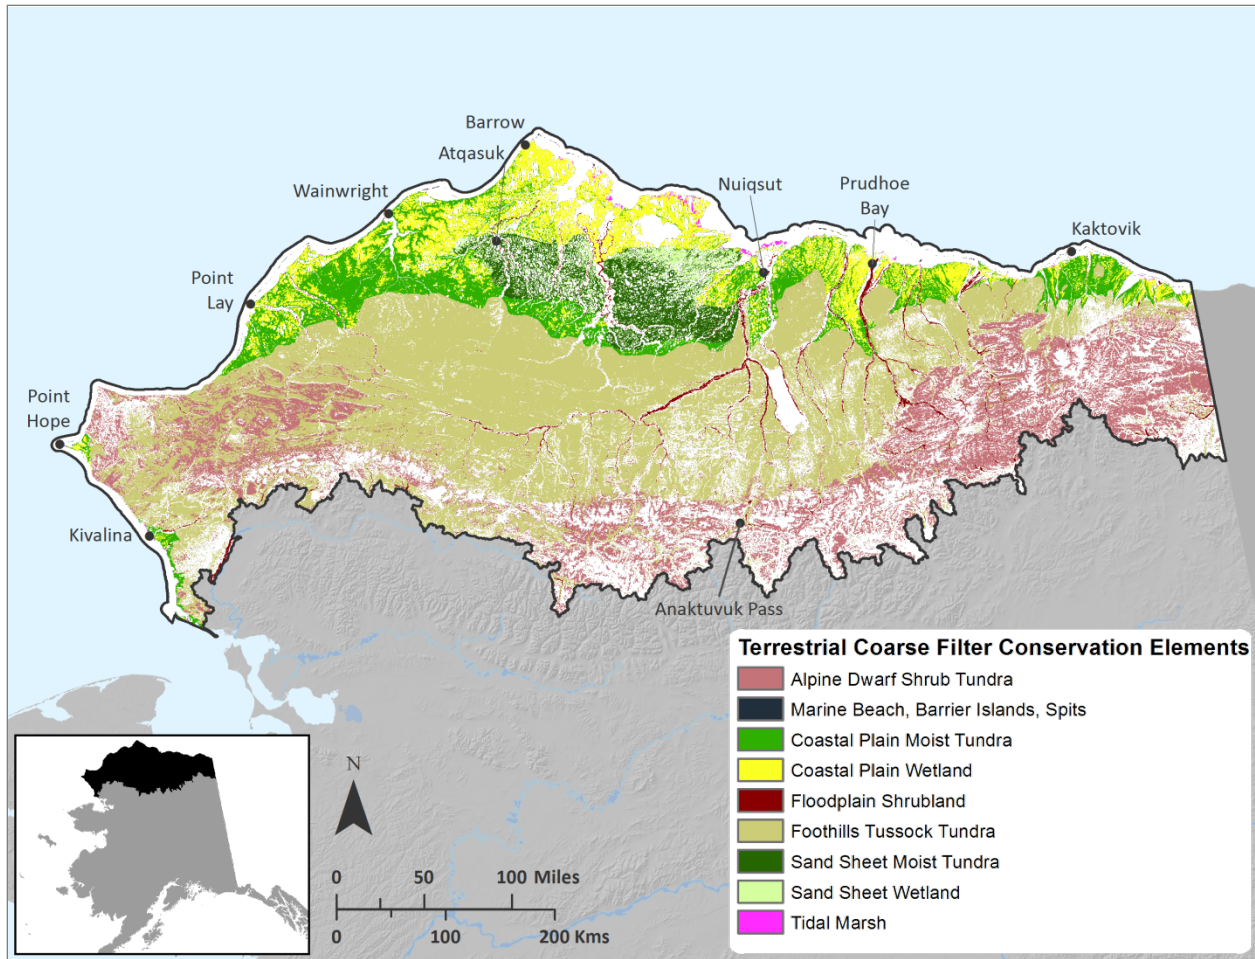 Barrow
Atqasuk
Wainwright
Nuiqsut
Prudhoe
Bay
Kaktovik
Point
Lay
Point
Hope
Kivalina
Anaktuvuk Pass
Terrestrial Coarse Filter Conservation Elements
Alpine Dwarf Shrub Tundra
Marine Beach, Barrier Islands, Spits
Coastal Plain Moist Tundra
Coastal Plain Wetland
Floodplain Shrubland
Foothills Tussock Tundra
Sand Sheet Moist Tundra
Sand Sheet Wetland
Tidal Marsh
N
0 50 100 Miles
0 100 200 Kms